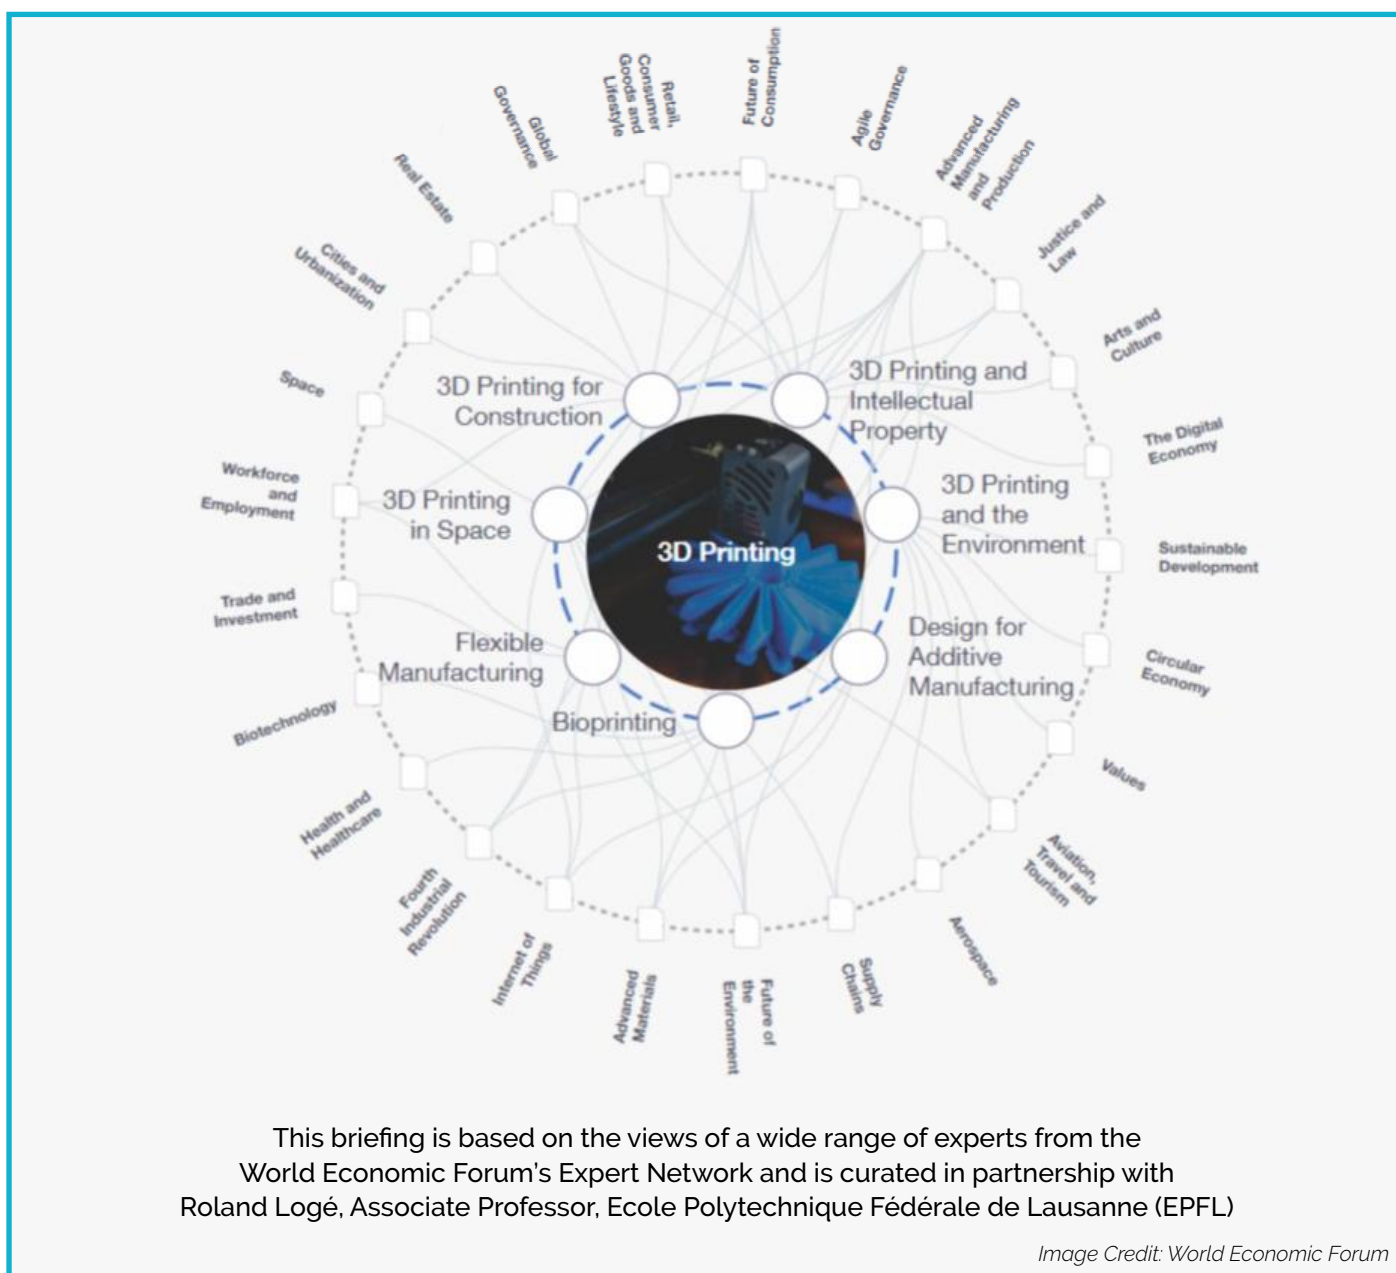 Retail,
Consumer
Goods and
Lifestyle
Future of
Consumption
Agile
Governance
Advanced
Manufacturing
and
Production
Justice and
Law
Arts and
Culture
The Digital
Economy
Sustainable
Development
Circular
Economy
Values
Aviation,
Travel and
Tourism
Aerospace
Supply
Chains
Future of
the
Environment
Advanced
Materials
Internet of
Things
Fourth
Industrial
Revolution
Health and
Healthcare
Biotechnology
Trade and
Investment
Workforce
and
Employment
Space
Cities and
Urbanization
Real Estate
Global
Governance
3D Printing for
Construction
3D Printing and
Intellectual
Property
3D Printing
and the
Environment
Design for
Additive
Manufacturing
Bioprinting
Flexible
Manufacturing
3D Printing
in Space
3D Printing
This briefing is based on the views of a wide range of experts from the
World Economic Forum’s Expert Network and is curated in partnership with
Roland Logé, Associate Professor, Ecole Polytechnique Fédérale de Lausanne (EPFL)
Image Credit: World Economic Forum